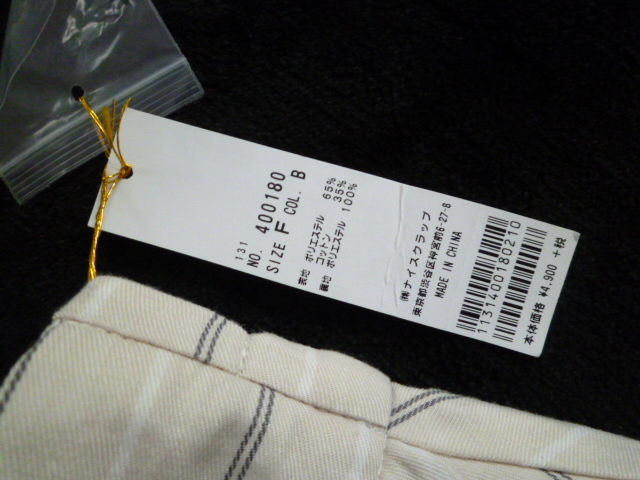 131
NO. 400180
SIZE F COL. B
表地 ポリエステル 65%
コットン 35%
裏地 ポリエステル 100%
㈱ナイスクラップ
東京都渋谷区神宮前6-27-8
MADE IN CHINA
1131400180210
本体価格 ¥4,900 +税